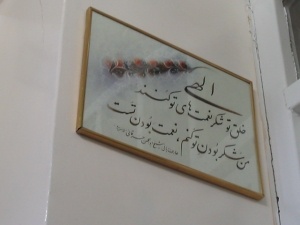 الهی
خلق تو شکر نعمت‌های تو کنند
من شکر بودن تو کنم، نعمت بودن تست